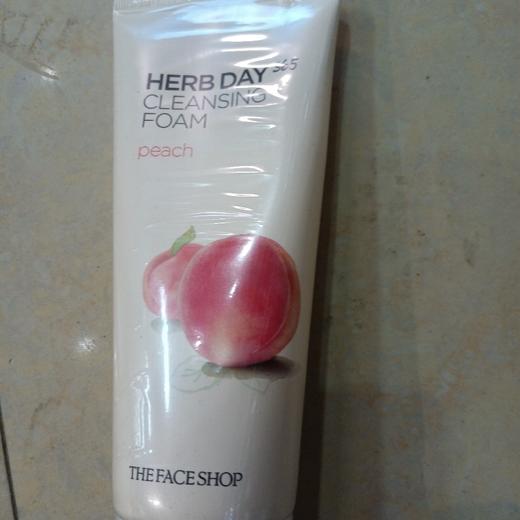 HERB DAY 365
CLEANSING
FOAM
peach
THE FACE SHOP